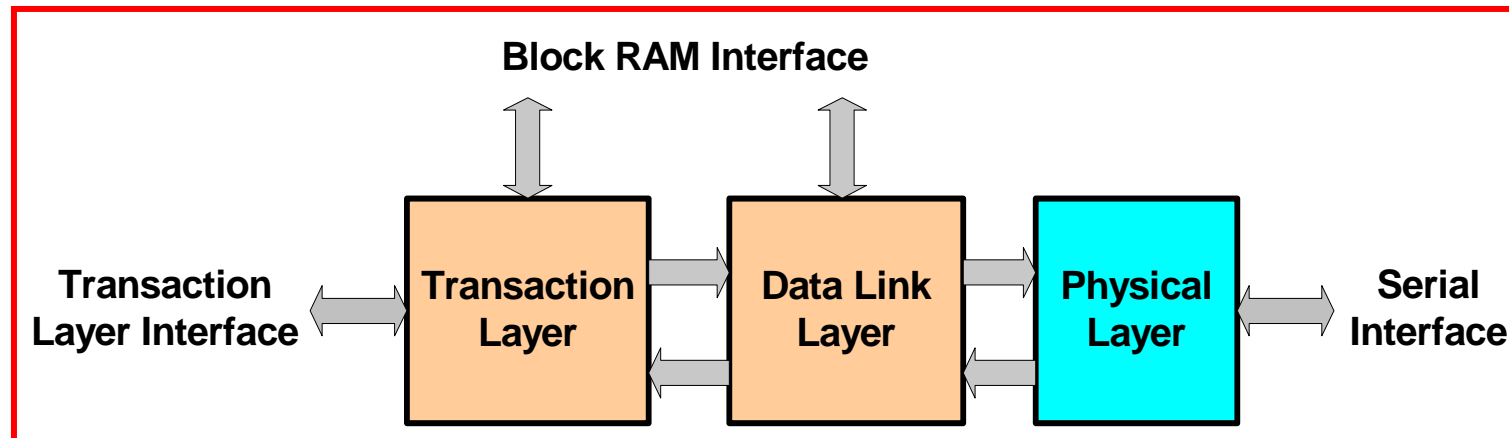 Block RAM Interface
Transaction
Layer Interface
Transaction
Layer
Data Link
Layer
Physical
Layer
Serial
Interface